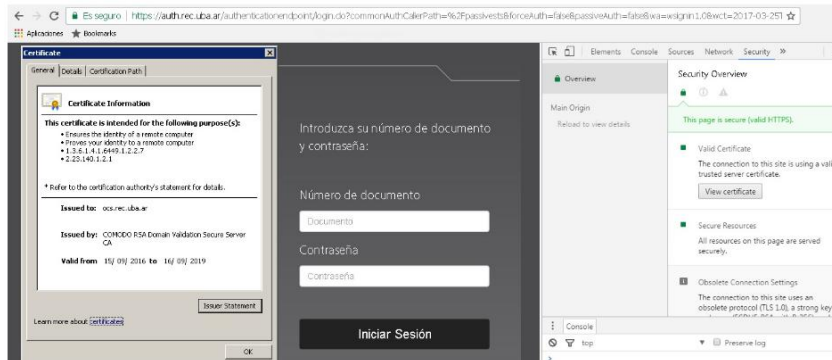 Es seguro | https://auth.rec.uba.ar/authenticationendpoint/login.do?commonAuthCallerPath=%2Fpassivests&forceAuth=false&passiveAuth=false&wa=wsignin1.0&wct=2017-03-25T
Aplicaciones Bookmarks
Certificate
General Details Certification Path
Certificate Information
This certificate is intended for the following purpose(s):
• Ensures the identity of a remote computer
• Proves your identity to a remote computer
• 1.3.6.1.4.1.6449.1.2.2.7
• 2.23.140.1.2.1
* Refer to the certification authority's statement for details.
Issued to: ocs.rec.uba.ar
Issued by: COMODO RSA Domain Validation Secure Server
CA
Valid from 15/ 09/ 2016 to 16/ 09/ 2019
Issuer Statement
Learn more about certificates
OK
Introduzca su número de documento
y contraseña:
Número de documento
Documento
Contraseña
Contraseña
Iniciar Sesión
Elements Console Sources Network Security »
Overview
Main Origin
Reload to view details
Security Overview
This page is secure (valid HTTPS).
Valid Certificate
The connection to this site is using a vali
trusted server certificate.
View certificate
Secure Resources
All resources on this page are served
securely.
Obsolete Connection Settings
The connection to this site uses an
obsolete protocol (TLS 1.0), a strong key
Console
top
Preserve log